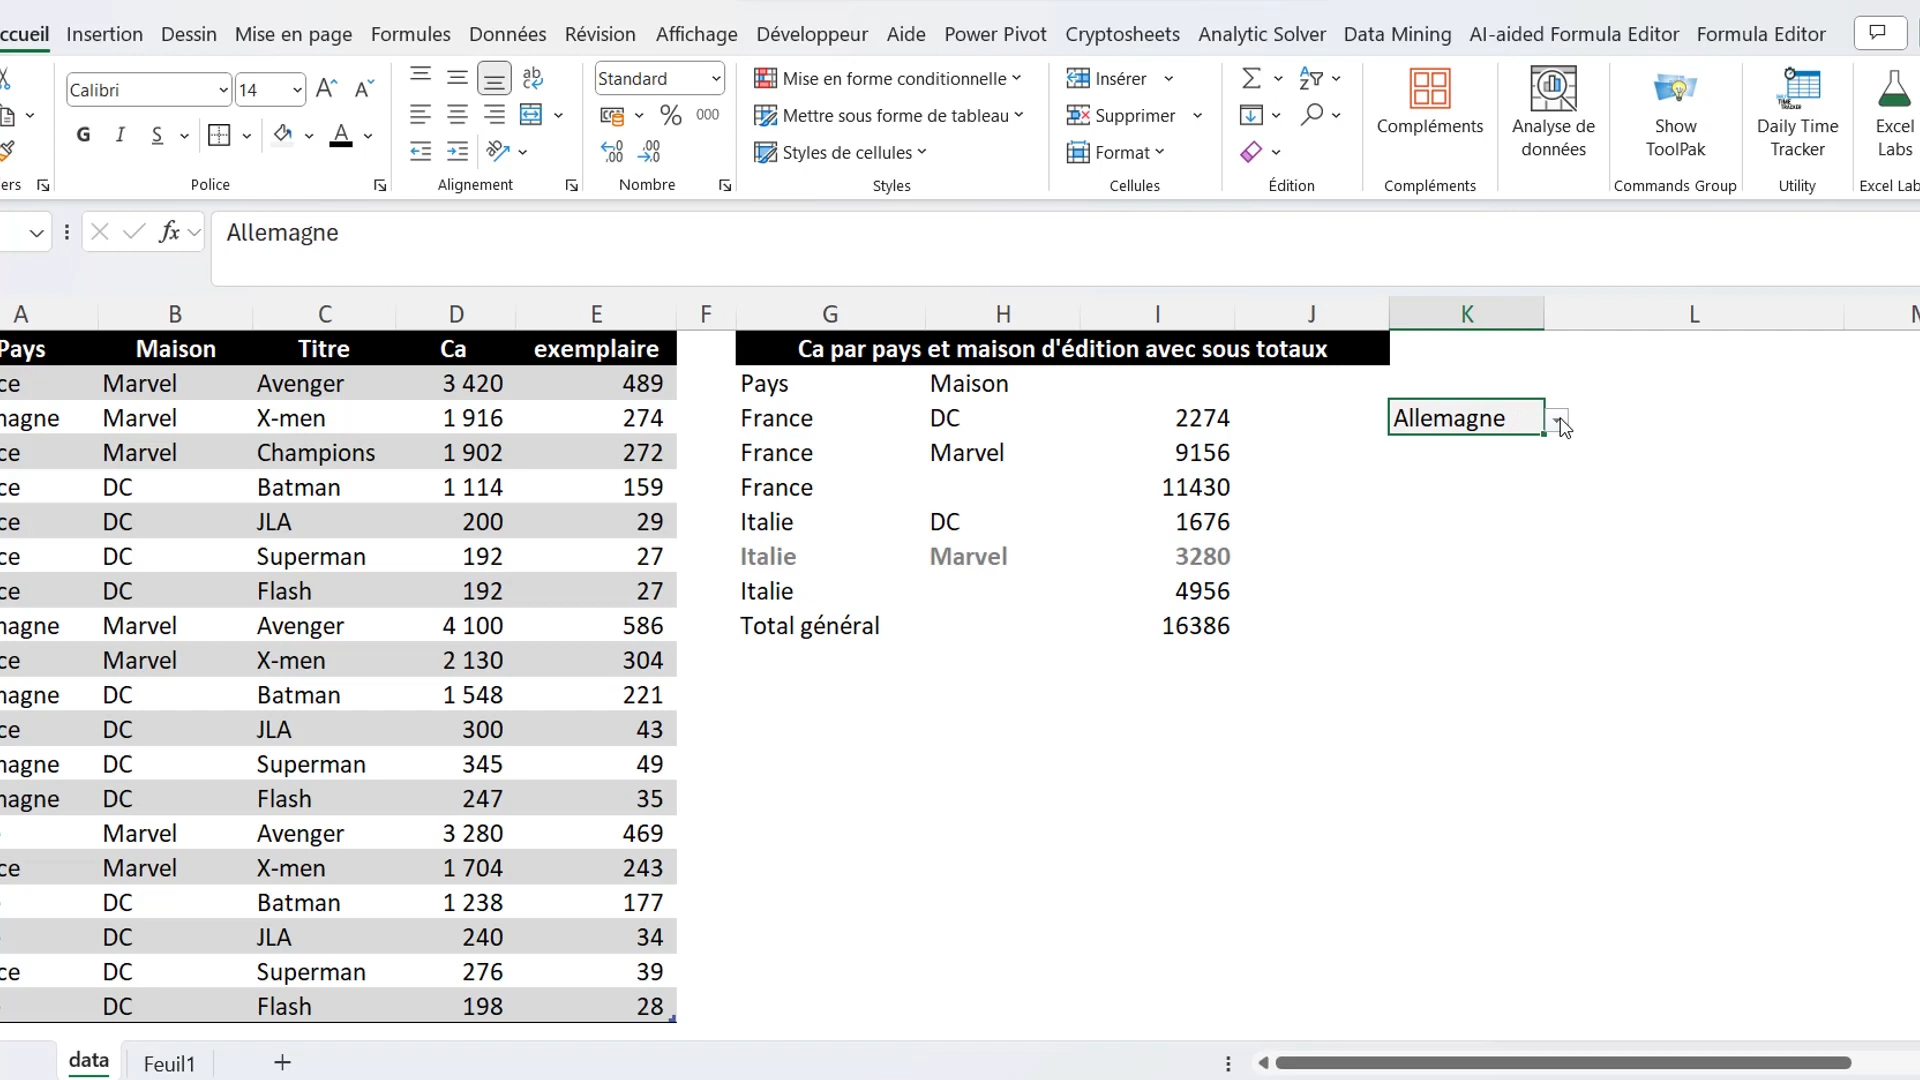 ccueil Insertion Dessin Mise en page Formules Données Révision Affichage Développeur Aide Power Pivot Cryptosheets Analytic Solver Data Mining AI-aided Formula Editor Formula Editor
Calibri 14 Standard Mise en forme conditionnelle Insérer
Mettre sous forme de tableau Supprimer
Styles de cellules Format
G I S
% 000
Compléments Analyse de données Show ToolPak Daily Time Tracker Excel Labs
ers Police Alignement Nombre Styles Cellules Édition Compléments Commands Group Utility Excel Lab
fx Allemagne
A B C D E F G H I J K L
Pays Maison Titre Ca exemplaire Ca par pays et maison d'édition avec sous totaux
ce Marvel Avenger 3 420 489 Pays Maison
magne Marvel X-men 1 916 274 France DC 2274 Allemagne
ce Marvel Champions 1 902 272 France Marvel 9156
ce DC Batman 1 114 159 France 11430
ce DC JLA 200 29 Italie DC 1676
ce DC Superman 192 27 Italie Marvel 3280
ce DC Flash 192 27 Italie 4956
magne Marvel Avenger 4 100 586 Total général 16386
ce Marvel X-men 2 130 304
magne DC Batman 1 548 221
ce DC JLA 300 43
magne DC Superman 345 49
magne DC Flash 247 35
Marvel Avenger 3 280 469
ce Marvel X-men 1 704 243
DC Batman 1 238 177
DC JLA 240 34
ce DC Superman 276 39
DC Flash 198 28
data Feuil1